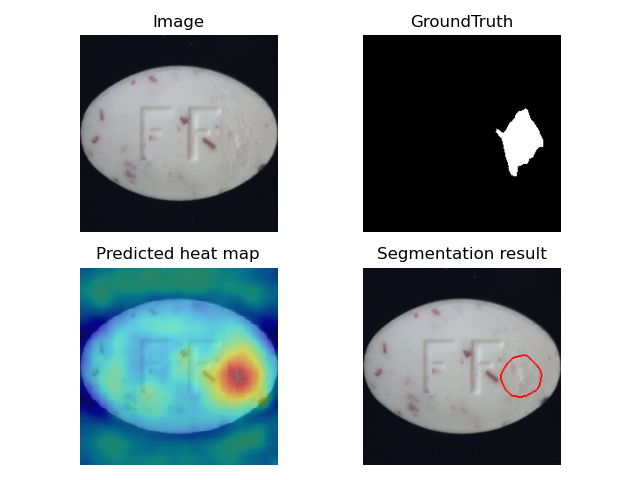 Image
GroundTruth
FF
Predicted heat map
Segmentation result
FF
FF